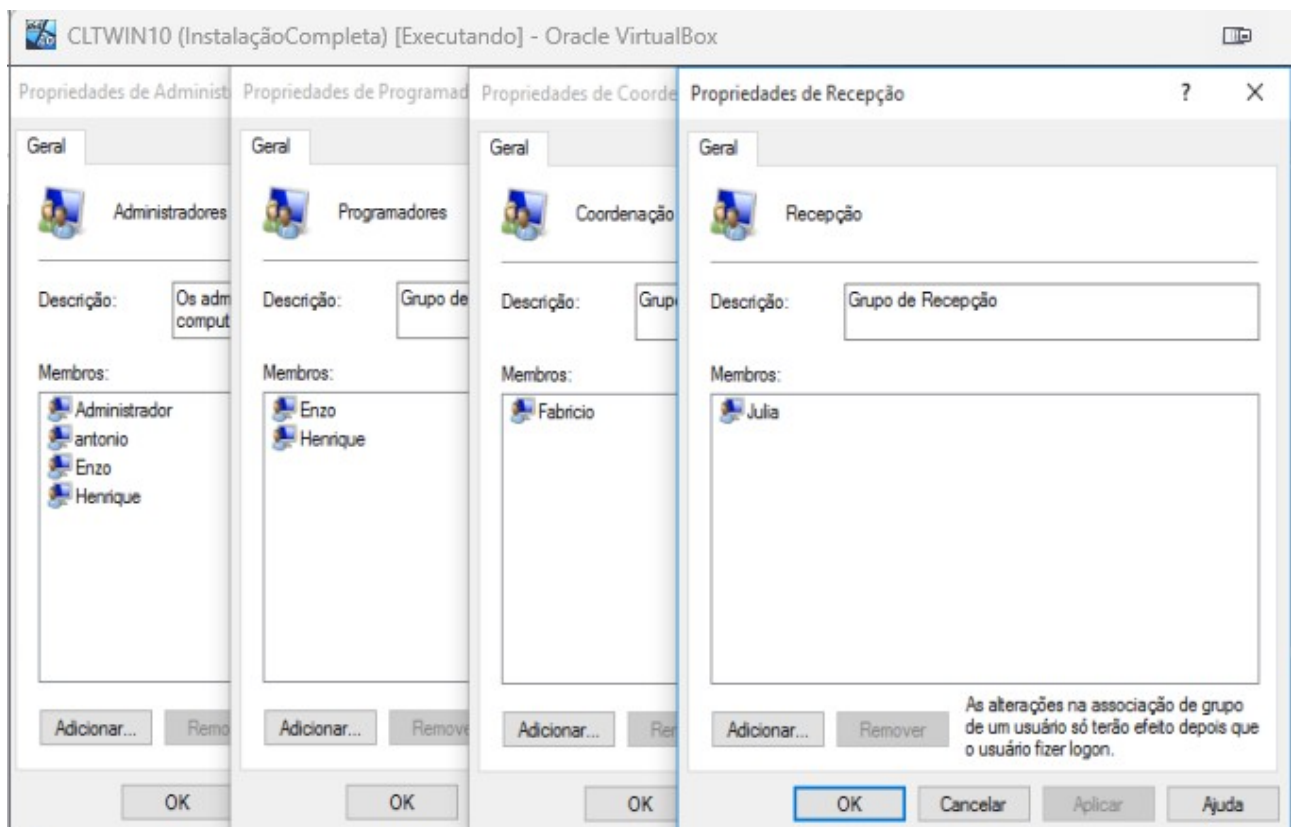 CLTWIN10 (InstalaçãoCompleta) [Executando] - Oracle VirtualBox
Propriedades de Administ
Geral
Administradores
Descrição:
Os adm
comput
Membros:
Administrador
antonio
Enzo
Henrique
Adicionar...
Remo
OK
Propriedades de Programad
Geral
Programadores
Descrição:
Grupo de
Membros:
Enzo
Henrique
Adicionar...
Remove
OK
Propriedades de Coorde
Geral
Coordenação
Descrição:
Grup
Membros:
Fabricio
Adicionar...
Rem
OK
Propriedades de Recepção ? ×
Geral
Recepção
Descrição:
Grupo de Recepção
Membros:
Julia
Adicionar...
Remover
As alterações na associação de grupo
de um usuário só terão efeito depois que
o usuário fizer logon.
OK Cancelar Aplicar Ajuda